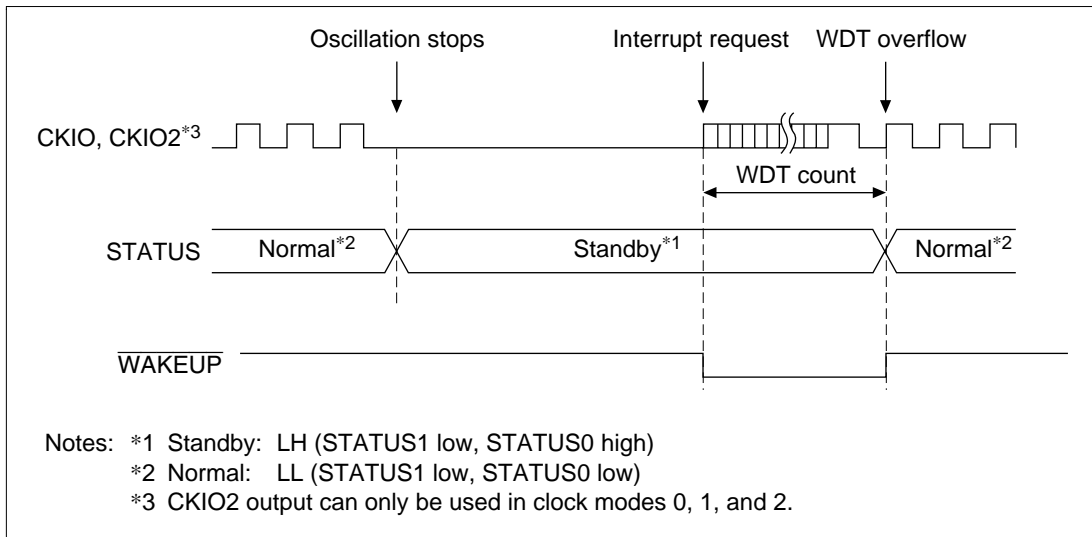 Oscillation stops Interrupt request WDT overflow
CKIO, CKIO2*3
WDT count
STATUS Normal*2 Standby*1 Normal*2
WAKEUP
Notes: *1 Standby: LH (STATUS1 low, STATUS0 high)
*2 Normal: LL (STATUS1 low, STATUS0 low)
*3 CKIO2 output can only be used in clock modes 0, 1, and 2.